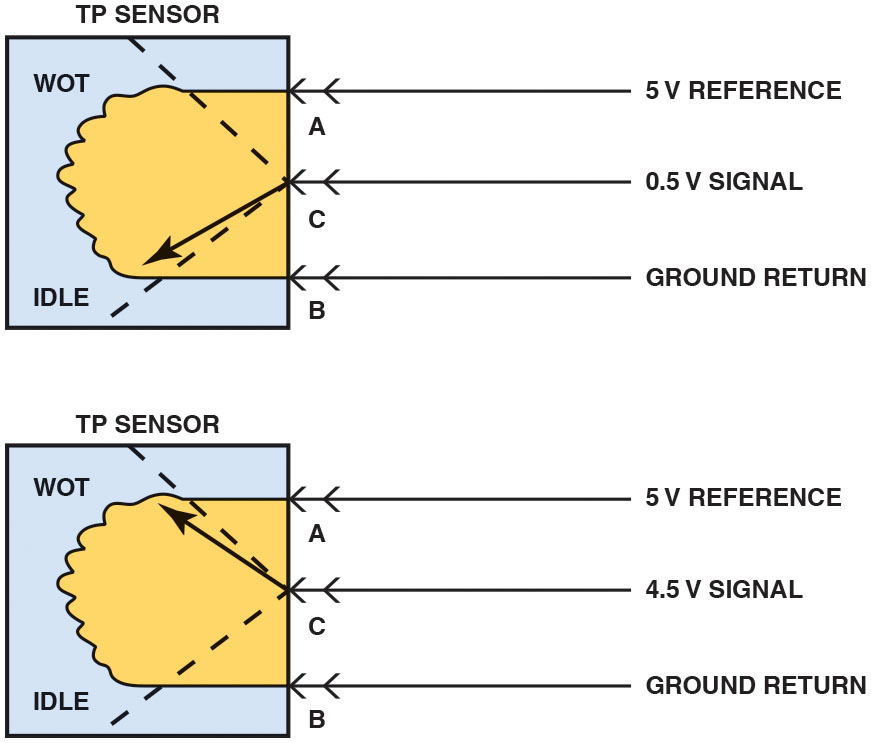 TP SENSOR
WOT
5 V REFERENCE
A
0.5 V SIGNAL
C
GROUND RETURN
IDLE
B
TP SENSOR
WOT
5 V REFERENCE
A
4.5 V SIGNAL
C
GROUND RETURN
IDLE
B